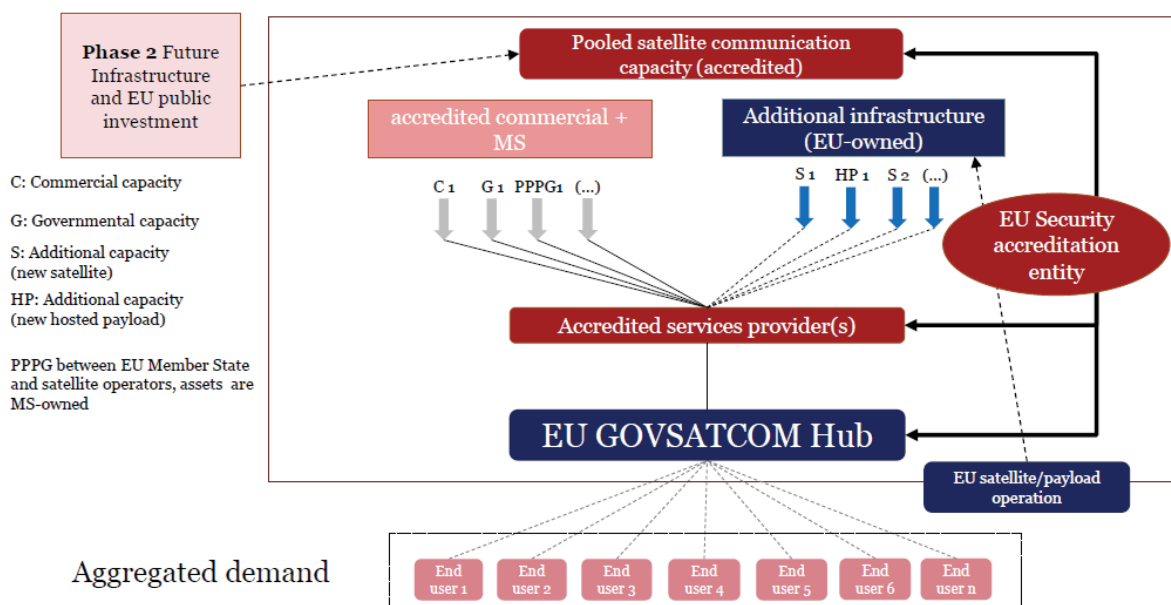 Phase 2 Future
Infrastructure
and EU public
investment
Pooled satellite communication
capacity (accredited)
accredited commercial +
MS
Additional infrastructure
(EU-owned)
C 1
G 1
PPPG1
(...)
S 1
HP 1
S 2
(...)
C: Commercial capacity
G: Governmental capacity
S: Additional capacity
(new satellite)
HP: Additional capacity
(new hosted payload)
PPPG between EU Member State
and satellite operators, assets are
MS-owned
EU Security
accreditation
entity
Accredited services provider(s)
EU GOVSATCOM Hub
EU satellite/payload
operation
Aggregated demand
End
user 1
End
user 2
End
user 3
End
user 4
End
user 5
End
user 6
End
user n